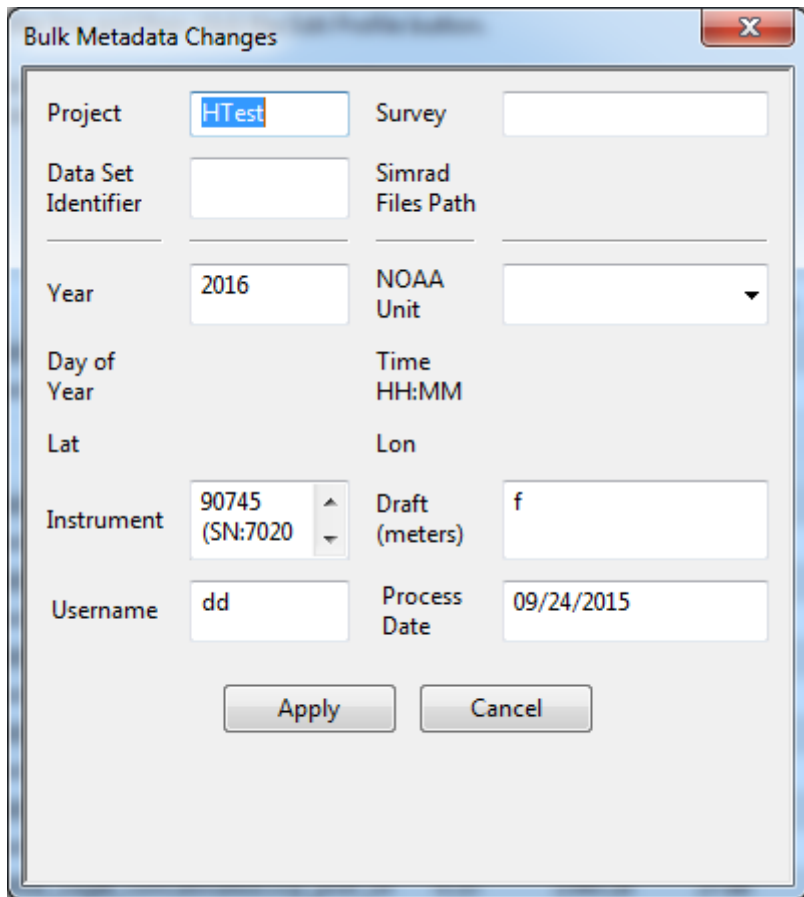 Bulk Metadata Changes
Project HTest Survey
Data Set Simrad
Identifier Files Path
Year 2016 NOAA
Unit
Day of Time
Year HH:MM
Lat Lon
Instrument 90745 Draft f
(SN:7020 (meters)
Username dd Process 09/24/2015
Date
Apply Cancel